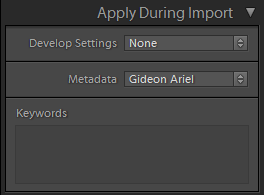 Apply During Import
Develop Settings None
Metadata Gideon Ariel
Keywords